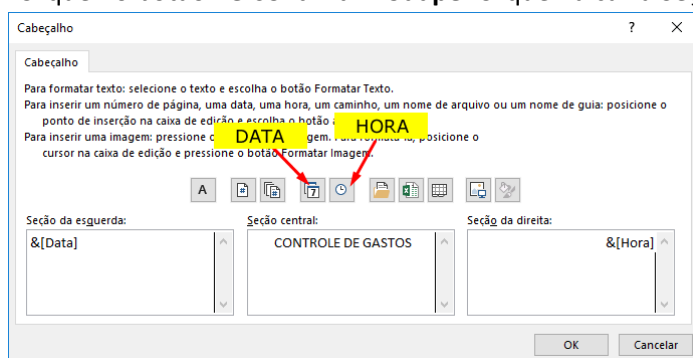 Cabeçalho
? X
Cabeçalho
Para formatar texto: selecione o texto e escolha o botão Formatar Texto.
Para inserir um número de página, uma data, uma hora, um caminho, um nome de arquivo ou um nome de guia: posicione o
ponto de inserção na caixa de edição e escolha o botão
Para inserir uma imagem: pressione o posicione o
cursor na caixa de edição e pressione o botão Formatar Imagem.
DATA
HORA
A
Seção da esquerda:
Seção central:
Seção da direita:
&[Data]
CONTROLE DE GASTOS
&[Hora]
OK
Cancelar